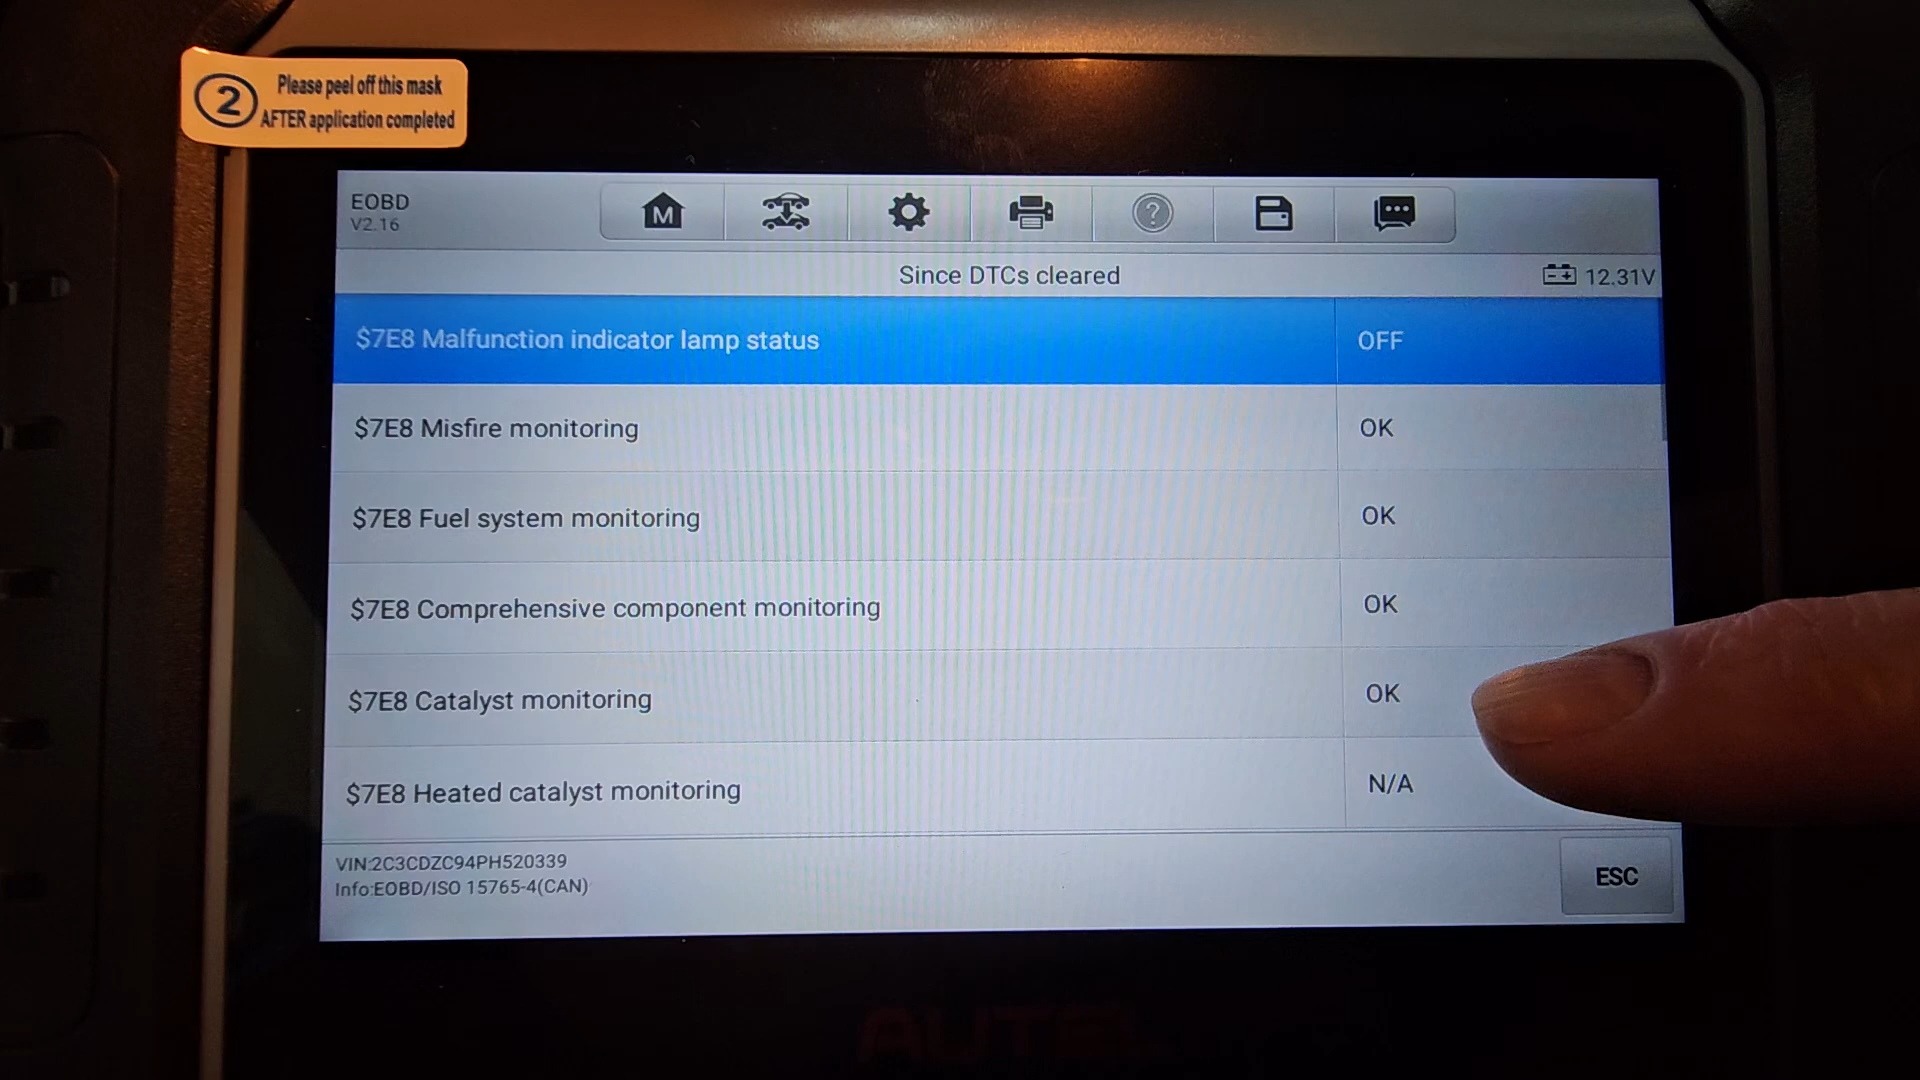 2 Please peel off this mask
AFTER application completed
EOBD
V2.16
M
?
Since DTCs cleared
12.31V
$7E8 Malfunction indicator lamp status OFF
$7E8 Misfire monitoring OK
$7E8 Fuel system monitoring OK
$7E8 Comprehensive component monitoring OK
$7E8 Catalyst monitoring OK
$7E8 Heated catalyst monitoring N/A
VIN:2C3CDZC94PH520339
Info:EOBD/ISO 15765-4(CAN)
ESC
AUTEL